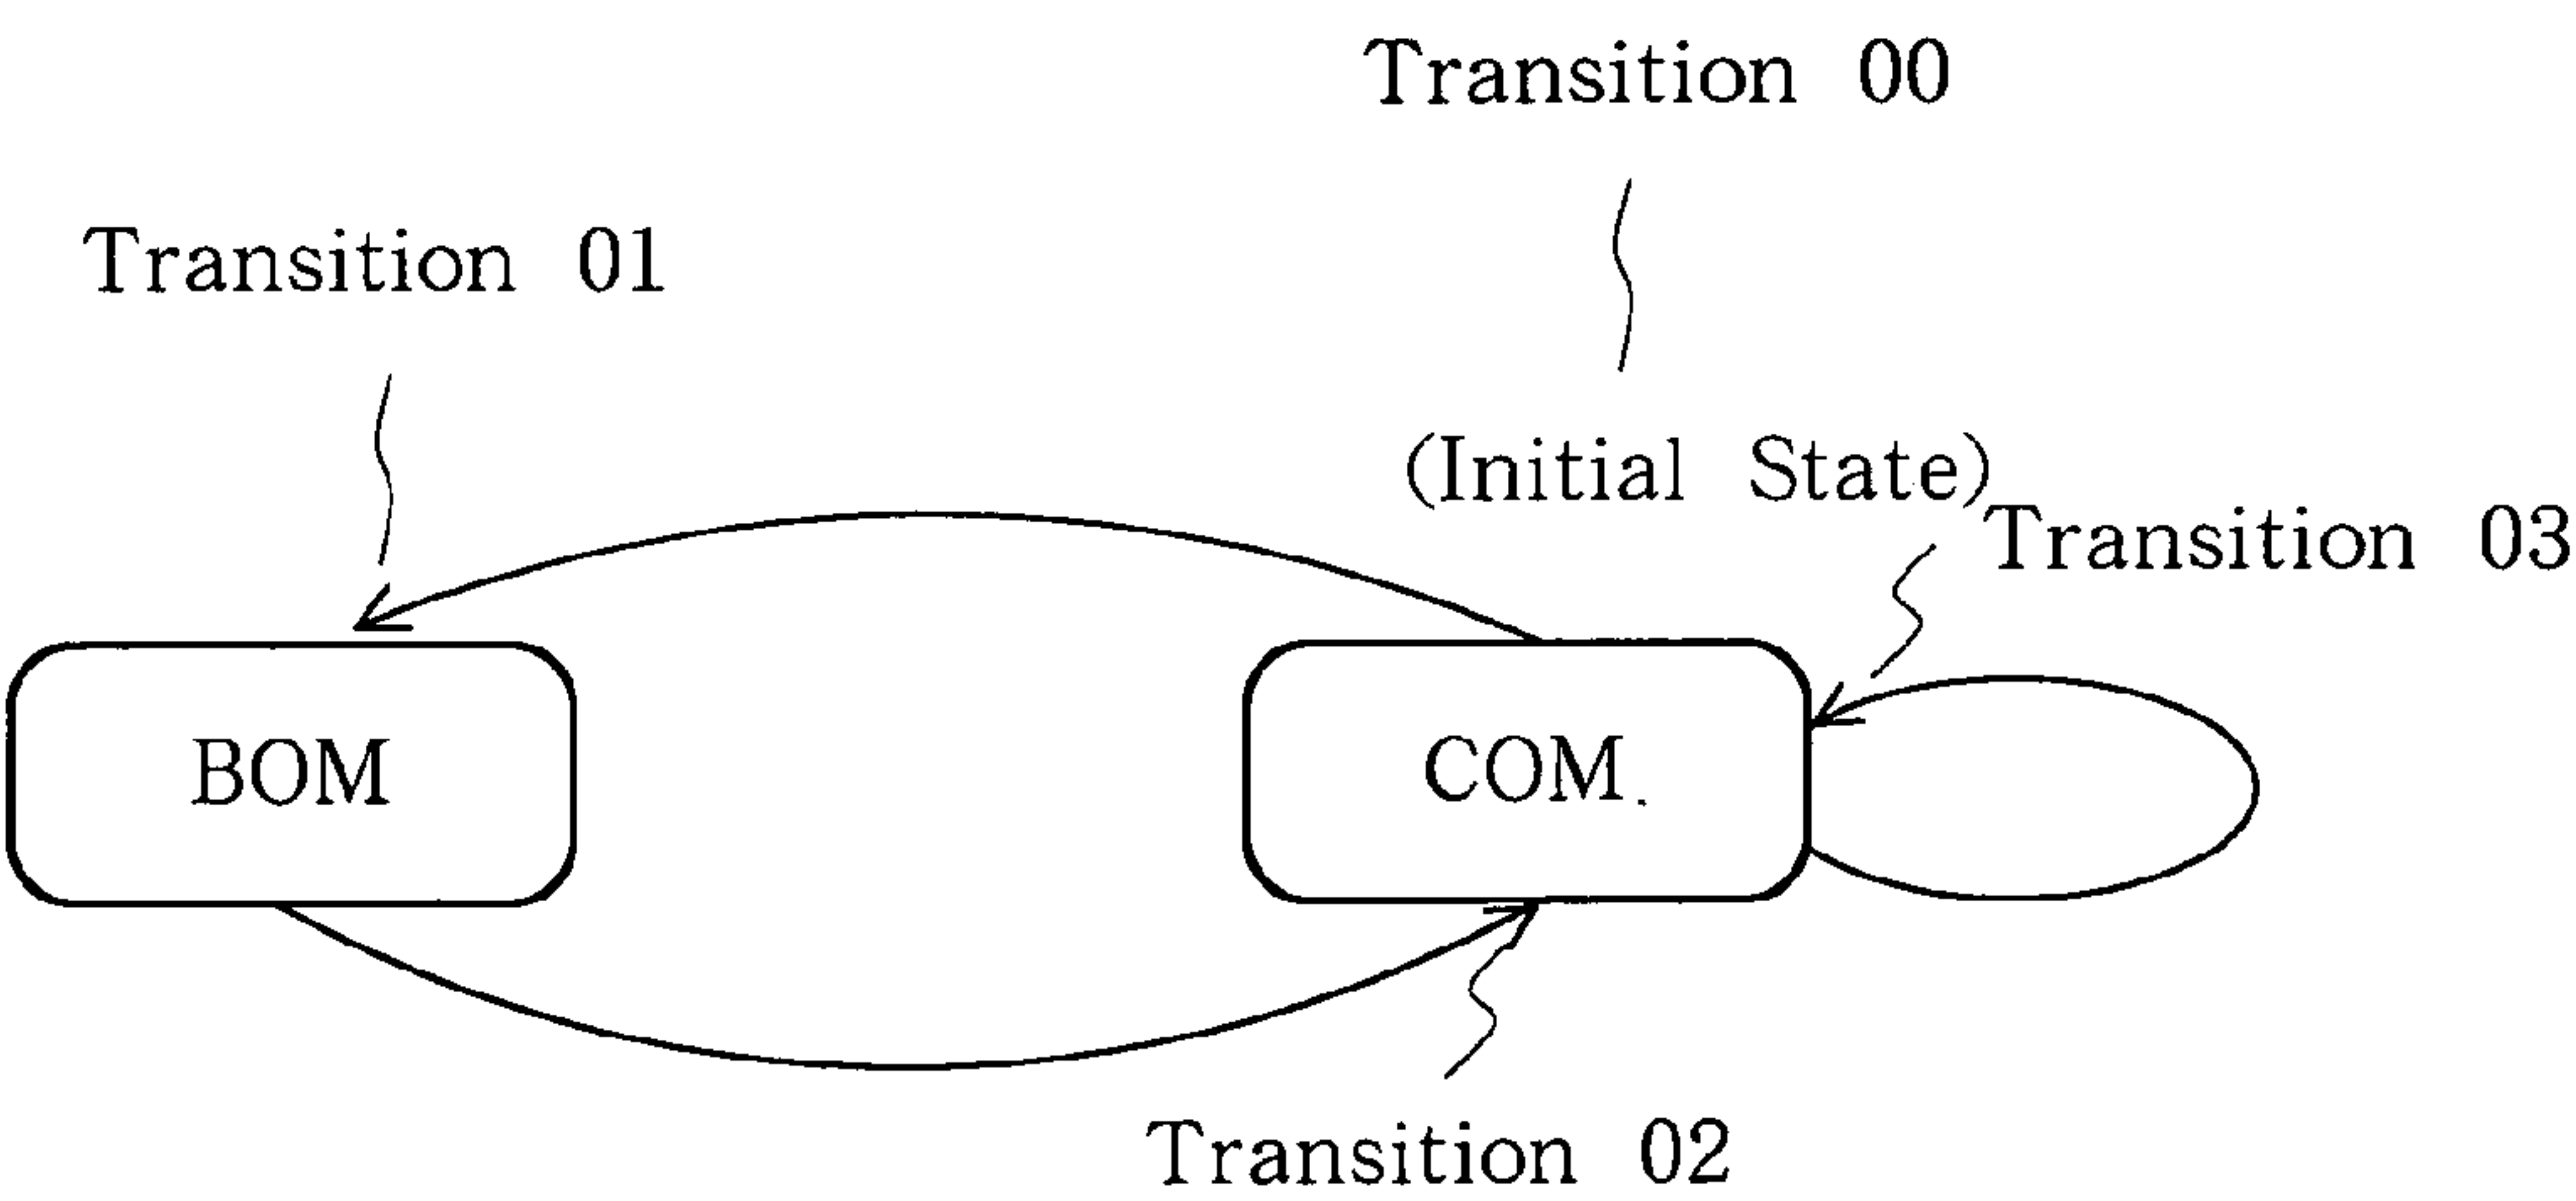 Transition 00
Transition 01
(Initial State)
Transition 03
BOM
COM.
Transition 02